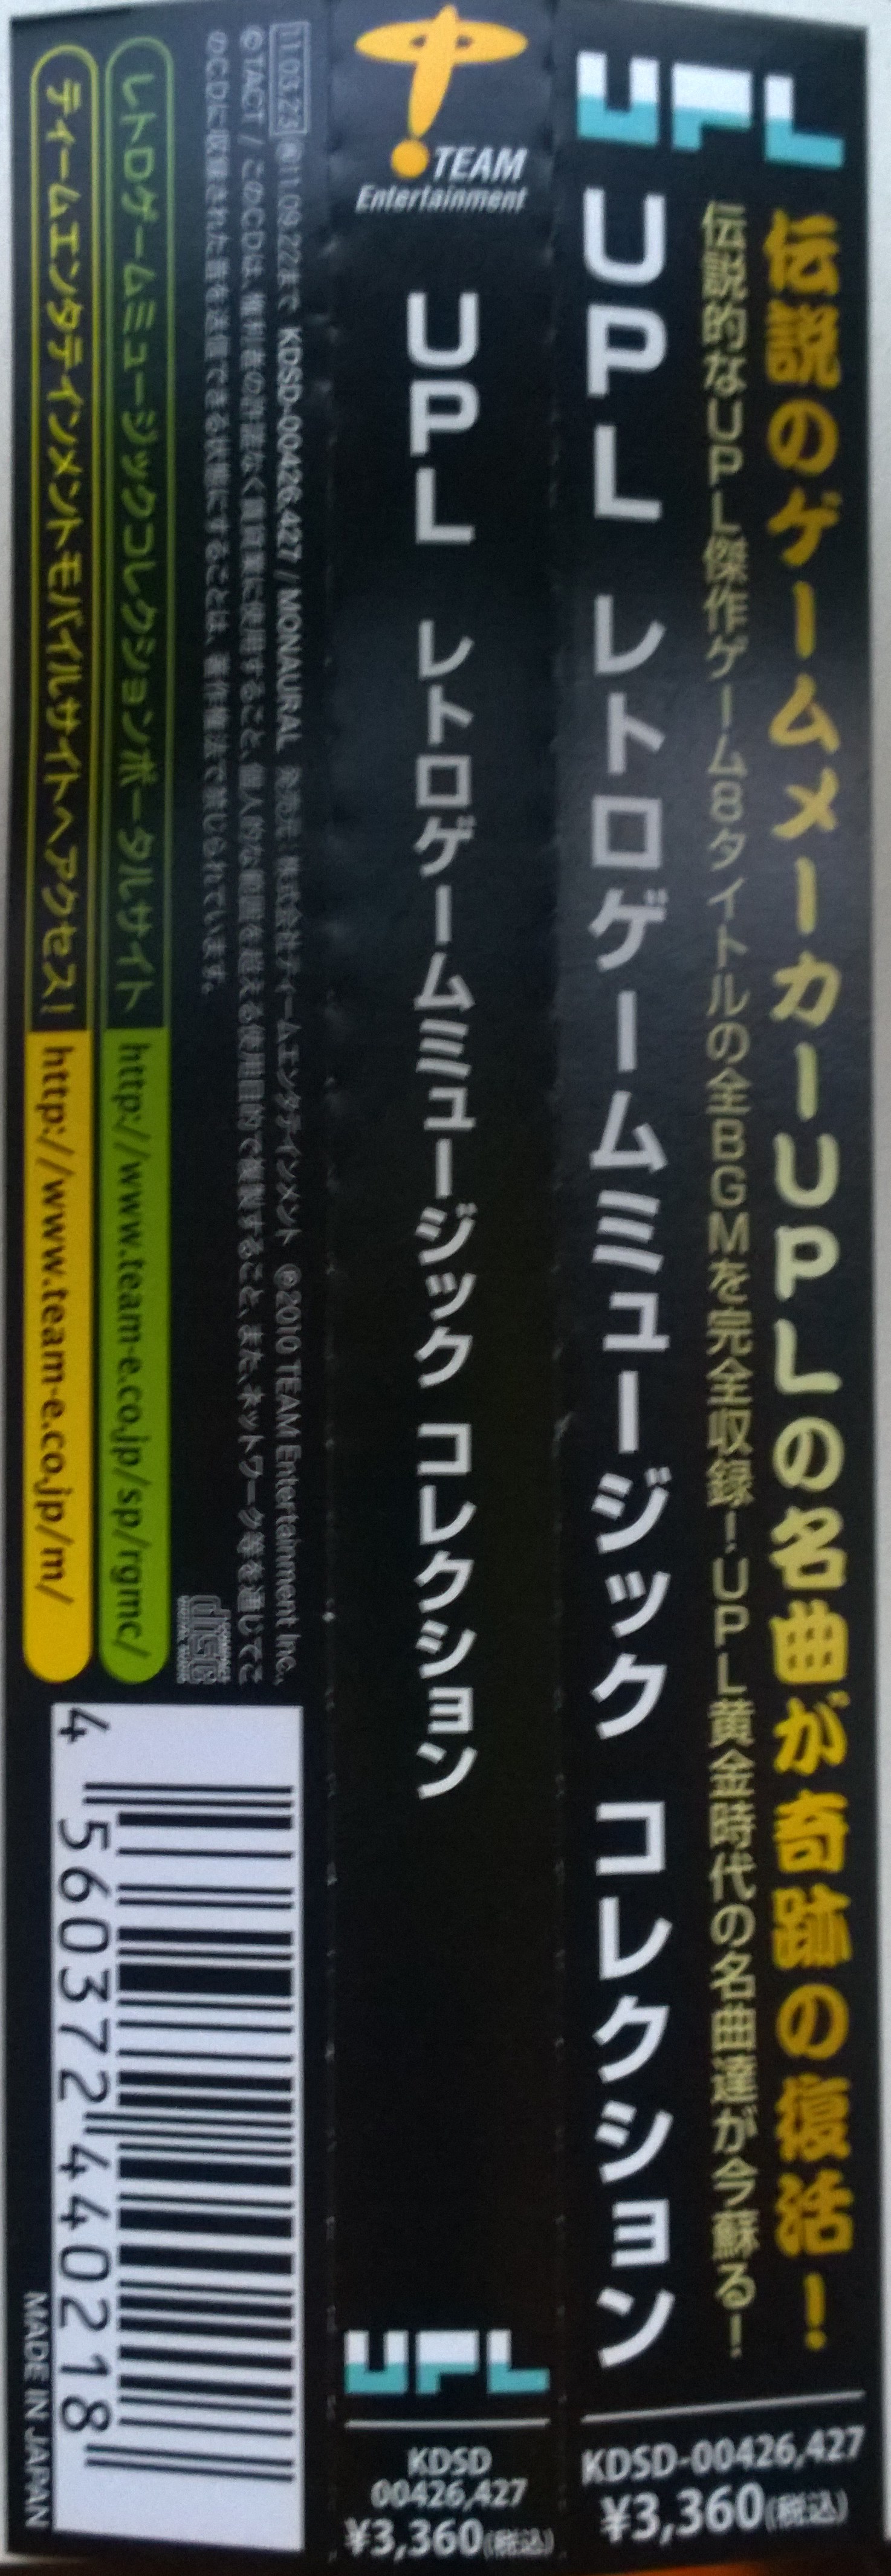 UPL
伝説のゲームメーカーUPLの名曲が奇跡の復活！
伝説的なUPL傑作ゲーム8タイトルの全BGMを完全収録！UPL黄金時代の名曲達が今蘇る！
UPL レトロゲームミュージック コレクション
KDSD-00426,427
¥3,360(税込)
TEAM
Entertainment
UPL レトロゲームミュージック コレクション
UPL
KDSD
00426,427
¥3,360(税込)
11.03.23 11.09.22まで KDSD-00426,427 / MONAURAL 発売元：株式会社ティームエンタテインメント ℗2010 TEAM Entertainment Inc.
© TACT / このCDは、権利者の許諾なく賃貸業に使用すること、個人的な範囲を超える使用目的で複製すること、また、ネットワーク等を通じてこ
のCDに収録された音を送信できる状態にすることは、著作権法で禁じられています。
COMPACT
disc
DIGITAL AUDIO
レトロゲームミュージックコレクションポータルサイト http://www.team-e.co.jp/sp/rgmc/
ティームエンタテインメントモバイルサイトへアクセス！ http://www.team-e.co.jp/m/
4 560372 440218
MADE IN JAPAN